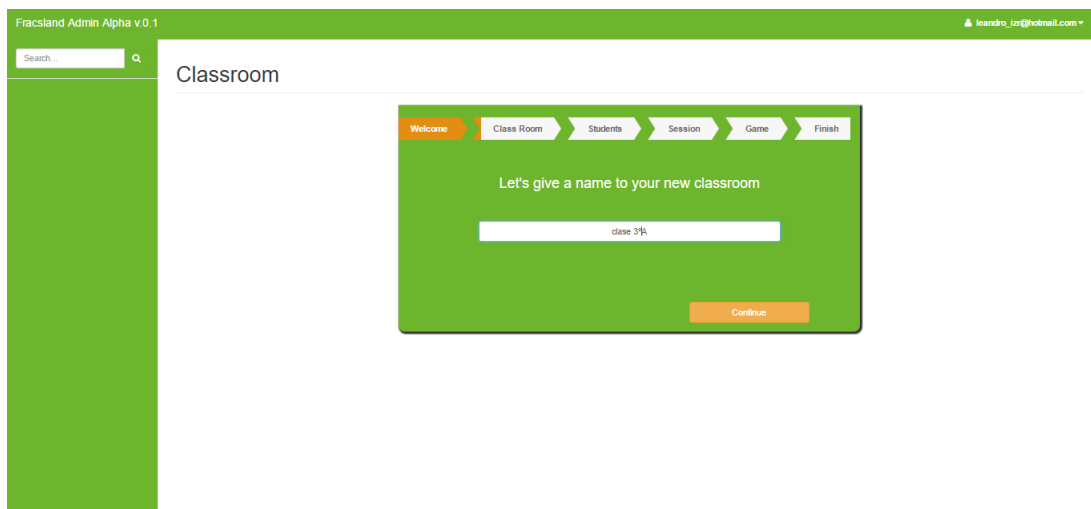 Fracsland Admin Alpha v.0.1
leandro_izr@hotmail.com
Search...
Classroom
Welcome Class Room Students Session Game Finish
Let's give a name to your new classroom
clase 3ºA
Continue